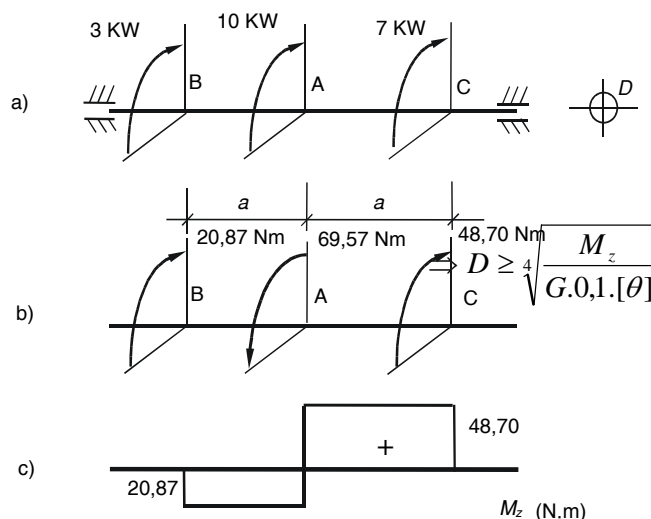 3 KW 10 KW 7 KW
a) B A C D
a a
20,87 Nm 69,57 Nm 48,70 Nm
⇒ D ≥ ∜(M_z / G.0,1.[θ])
b) B A C
48,70
+
c)
20,87
M_z (N.m)